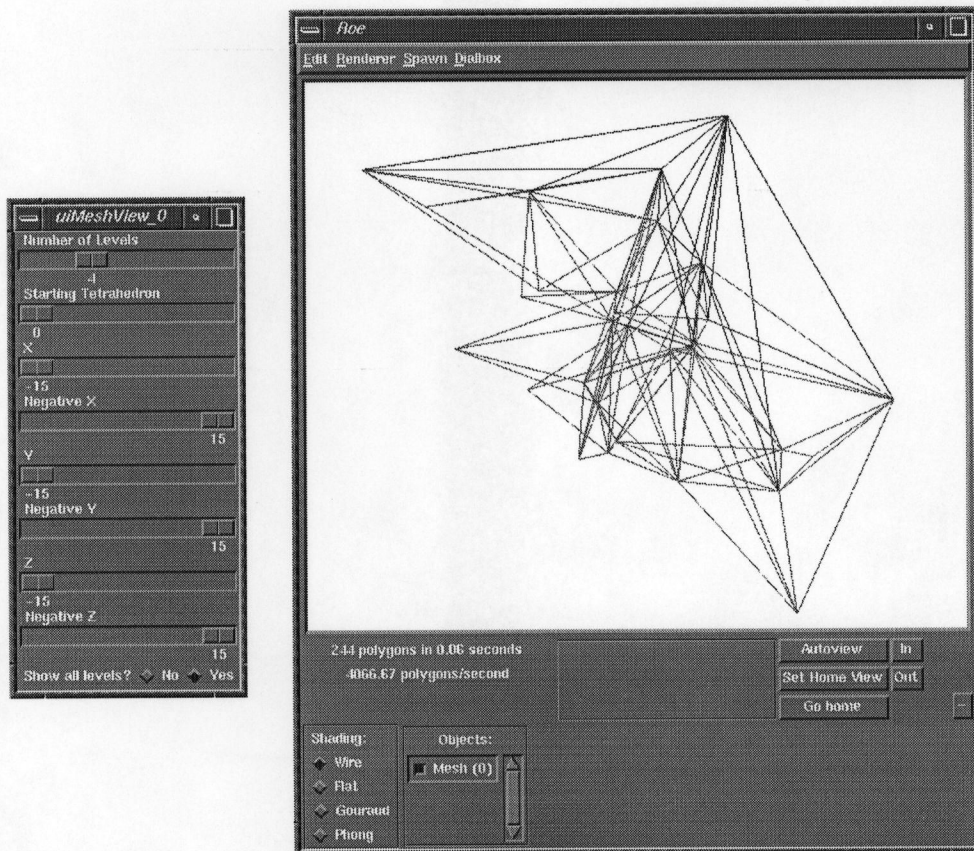 uiMeshView_0
Number of Levels
4
Starting Tetrahedron
0
X
-15
Negative X
15
Y
-15
Negative Y
15
Z
-15
Negative Z
15
Show all levels? No Yes
Roe
Edit Renderer Spawn Dialbox
244 polygons in 0.06 seconds
4066.67 polygons/second
Autoview In
Set Home View Out
Go home
Shading:
Wire
Flat
Gouraud
Phong
Objects:
Mesh (0)